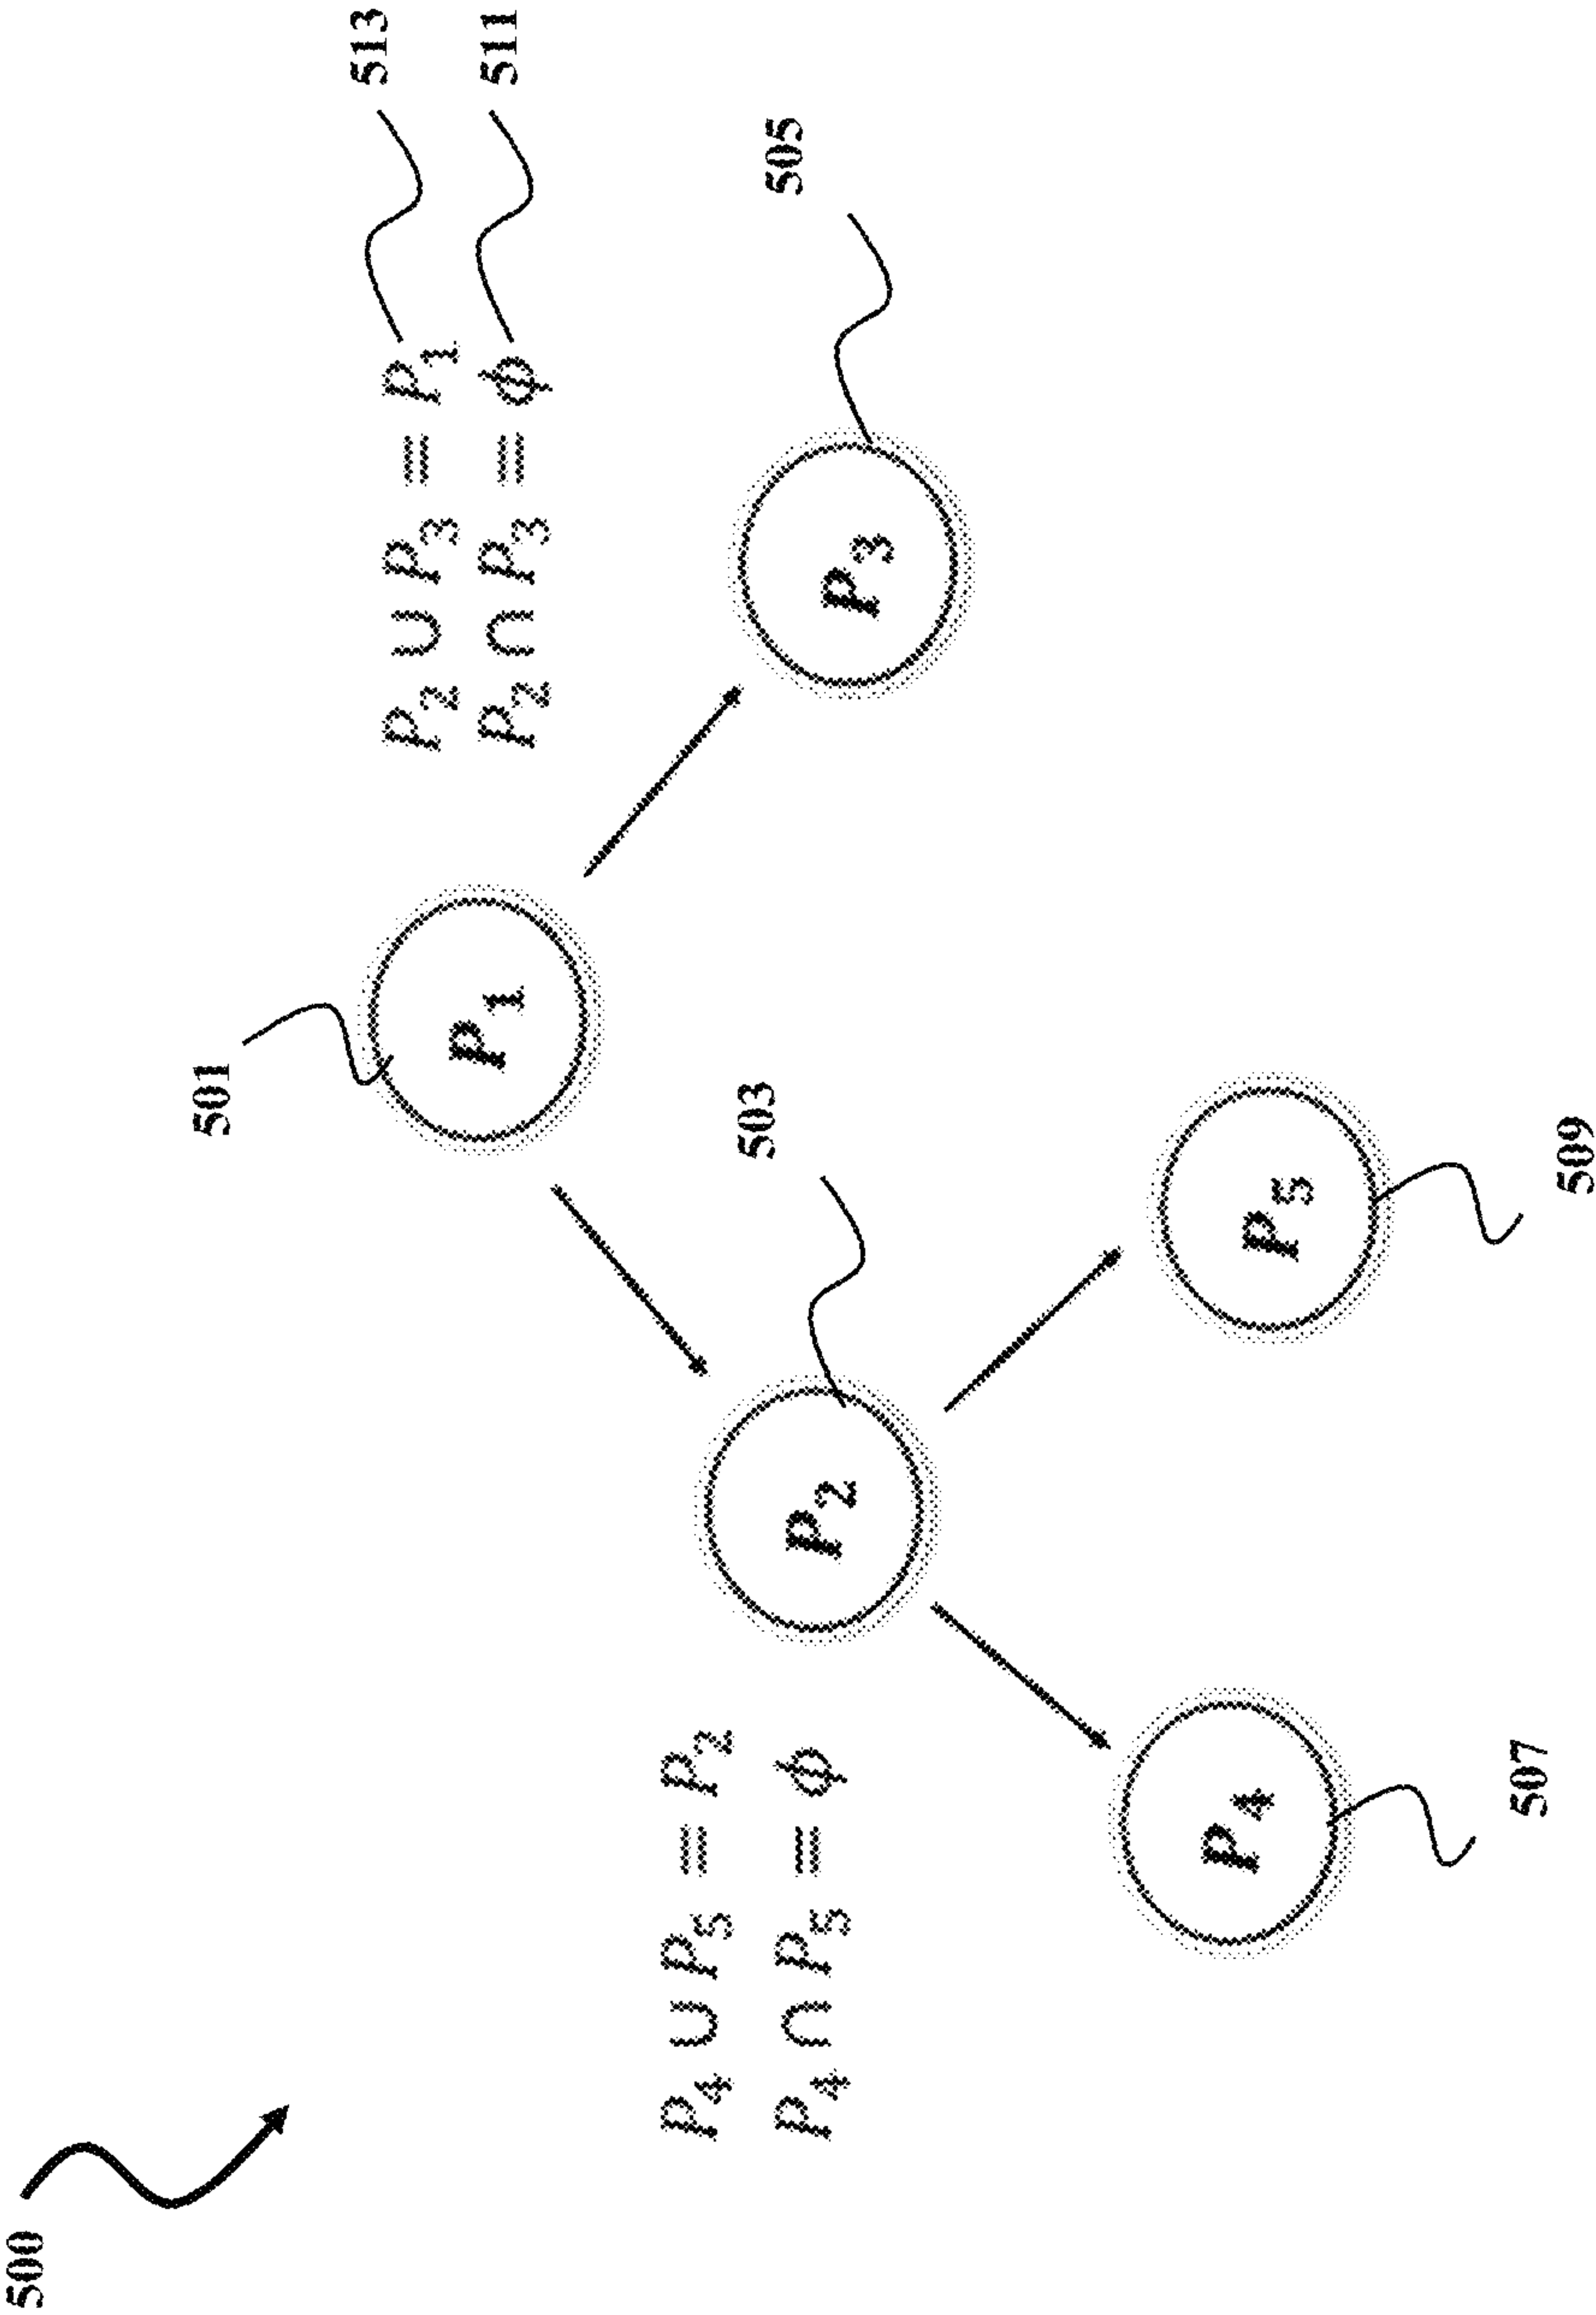 500
501
513
P₂ ∪ P₃ = P₁
P₂ ∩ P₃ = ϕ
511
P₁
503
505
P₄ ∪ P₅ = P₂
P₄ ∩ P₅ = ϕ
P₂
P₃
P₄
P₅
507
509